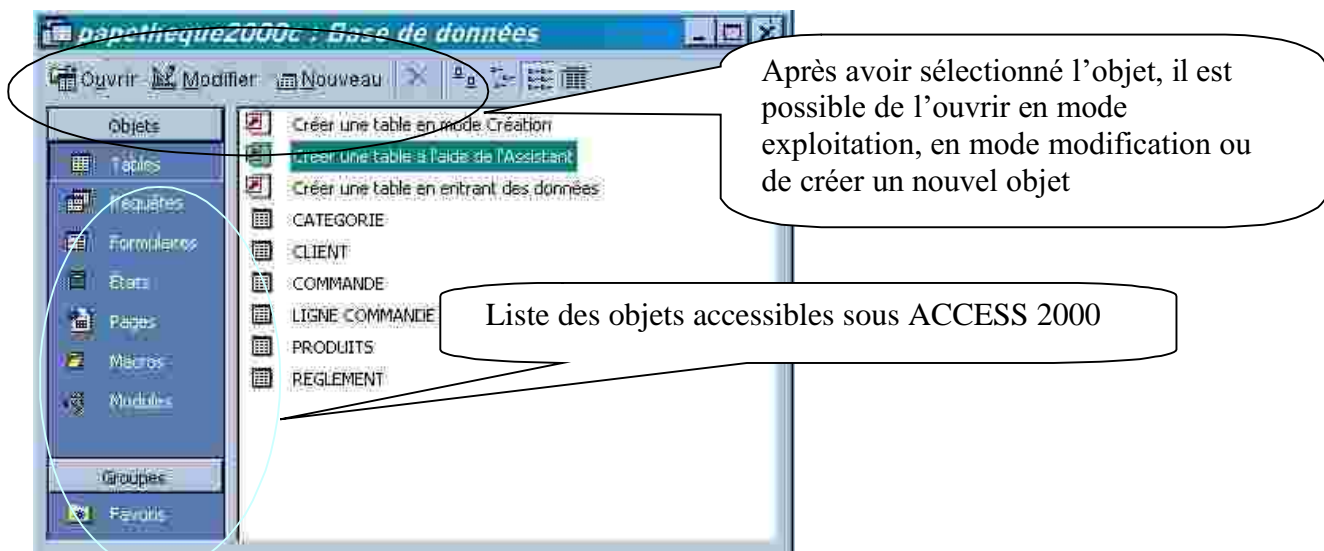 papetheque2000c : Base de données
Ouvrir Modifier Nouveau
Objets
Tables
Requêtes
Formulaires
États
Pages
Macros
Modules
Groupes
Favoris
Créer une table en mode Création
Créer une table à l'aide de l'Assistant
Créer une table en entrant des données
CATEGORIE
CLIENT
COMMANDE
LIGNE COMMANDE
PRODUITS
REGLEMENT
Après avoir sélectionné l’objet, il est
possible de l’ouvrir en mode
exploitation, en mode modification ou
de créer un nouvel objet
Liste des objets accessibles sous ACCESS 2000